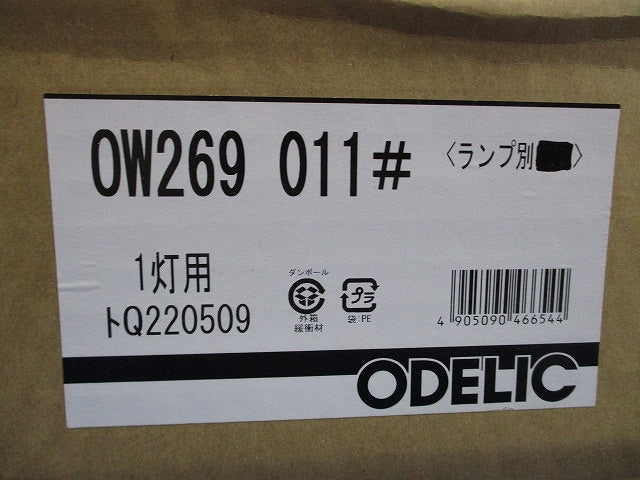 OW269 011# 〈ランプ別 〉
1灯用
トQ220509
ダンボール
外箱
緩衝材
プラ
袋:PE
4 905090 466544
ODELIC